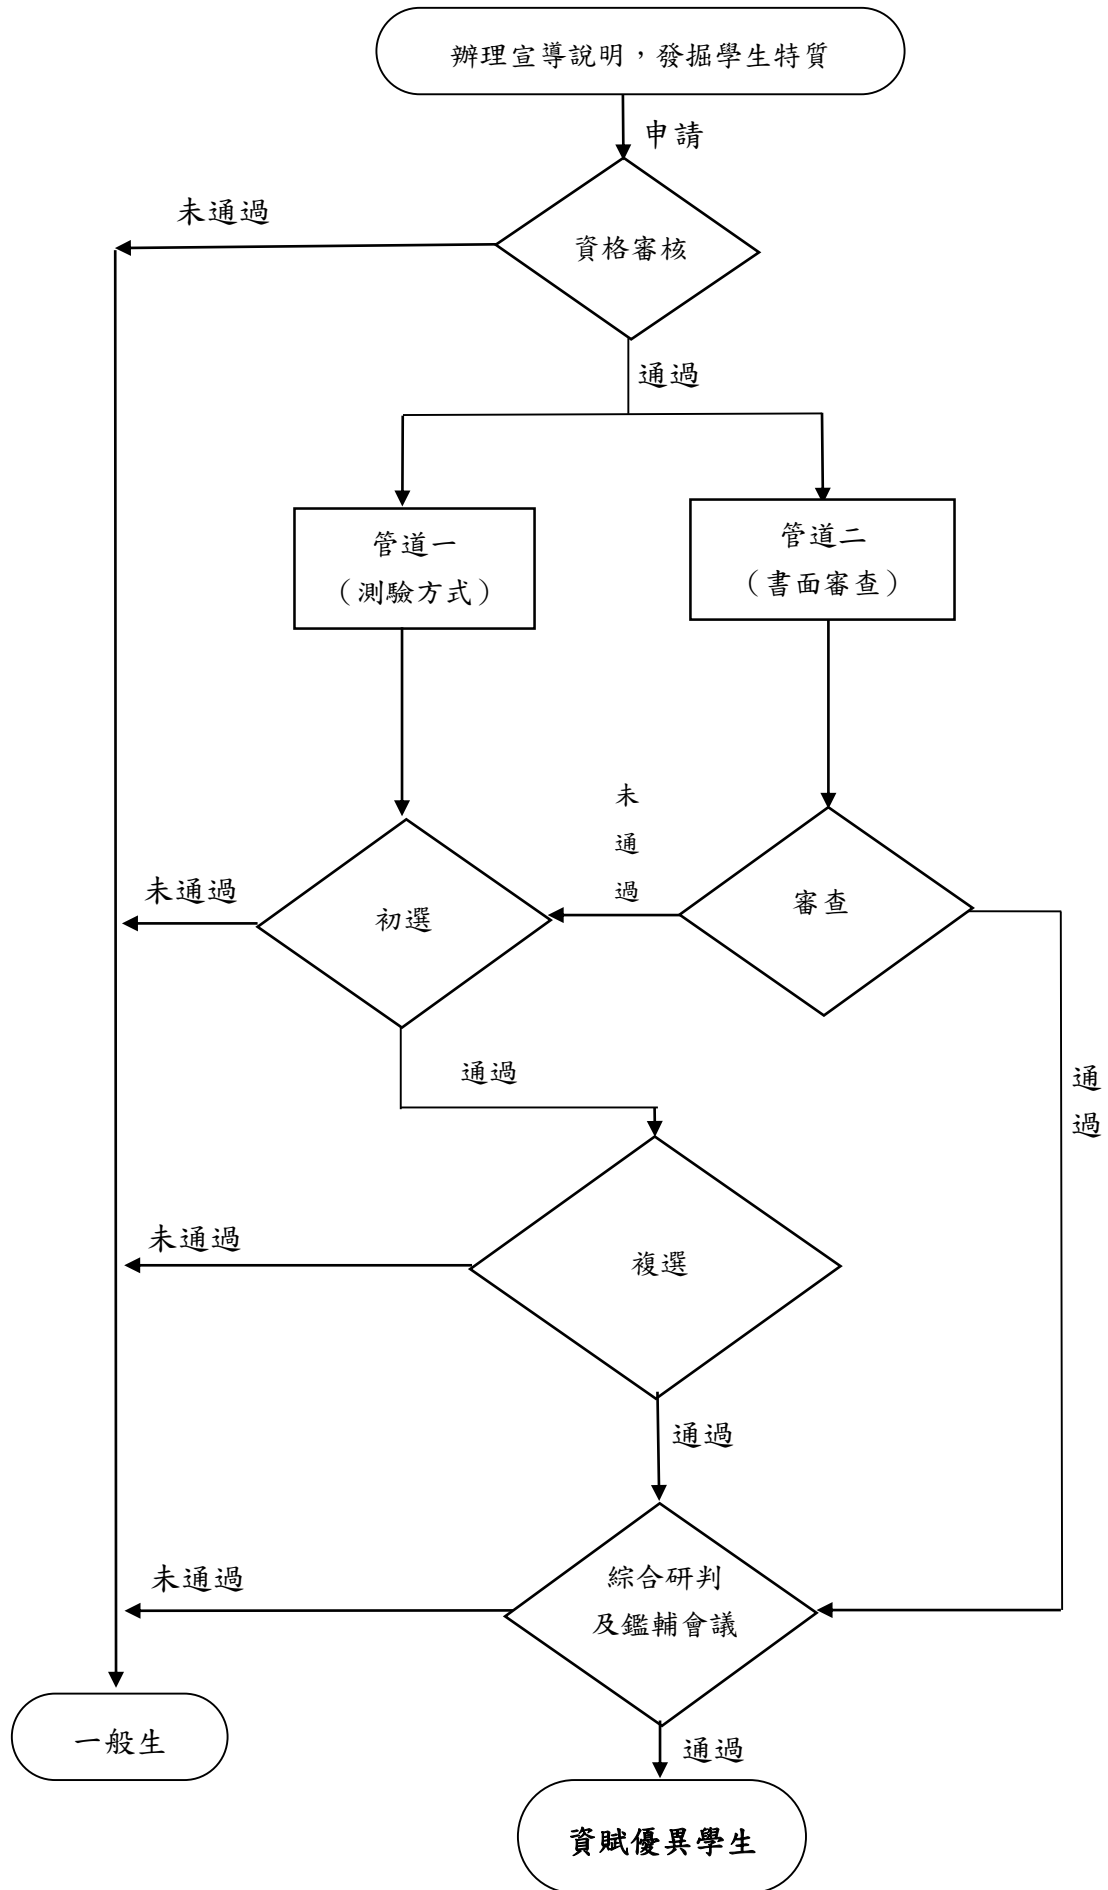 辦理宣導說明，發掘學生特質
申請
未通過
資格審核
通過
管道一
（測驗方式）
管道二
（書面審查）
未
通
過
未通過
初選
審查
通過
通
過
未通過
複選
通過
未通過
綜合研判
及鑑輔會議
一般生
通過
資賦優異學生